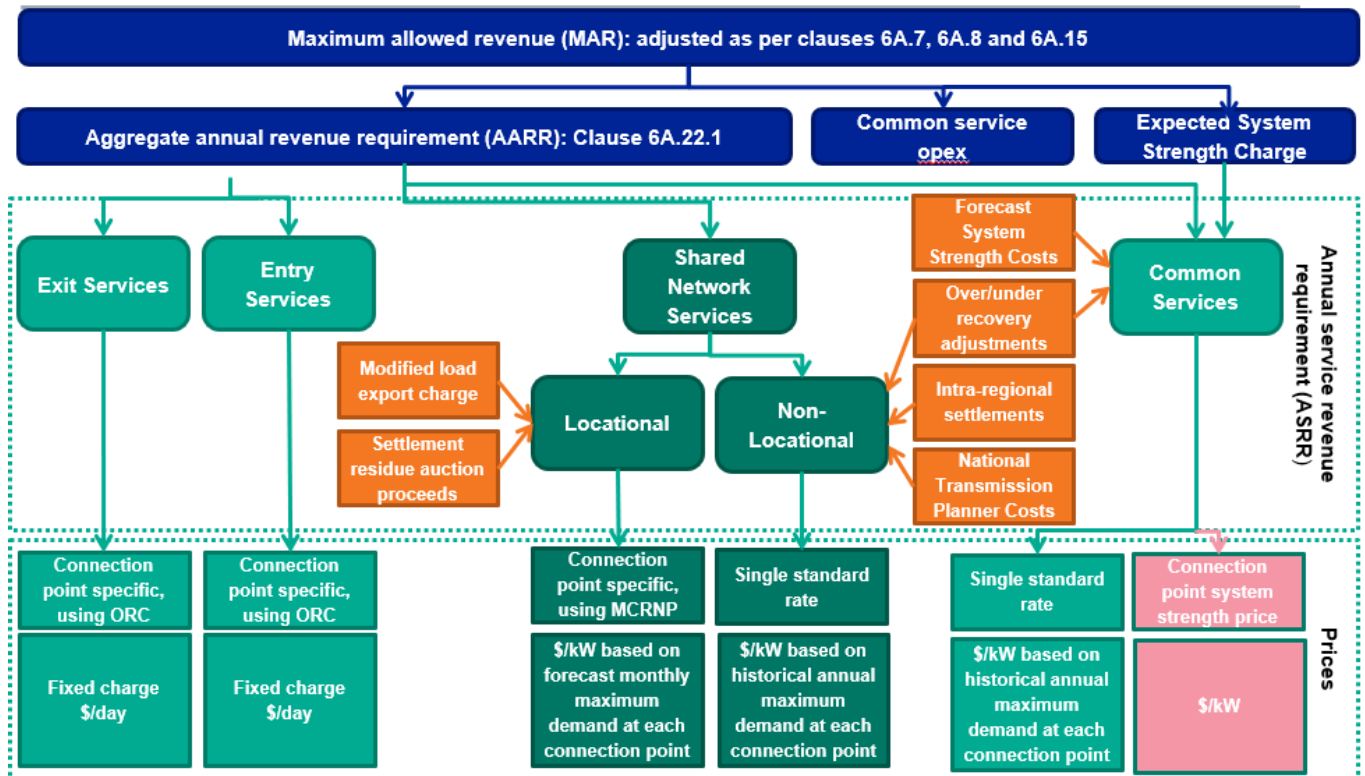 Maximum allowed revenue (MAR): adjusted as per clauses 6A.7, 6A.8 and 6A.15
Aggregate annual revenue requirement (AARR): Clause 6A.22.1
Common service
opex
Expected System
Strength Charge
Exit Services
Entry
Services
Shared
Network
Services
Forecast
System
Strength Costs
Common
Services
Over/under
recovery
adjustments
Modified load
export charge
Settlement
residue auction
proceeds
Locational
Non-
Locational
Intra-regional
settlements
National
Transmission
Planner Costs
Annual service revenue
requirement (ASRR)
Connection
point specific,
using ORC
Connection
point specific,
using ORC
Connection
point specific,
using MCRNP
Single standard
rate
Single standard
rate
Connection
point system
strength price
Fixed charge
$/day
Fixed charge
$/day
$/kW based on
forecast monthly
maximum
demand at each
connection point
$/kW based on
historical annual
maximum
demand at each
connection point
$/kW based on
historical annual
maximum
demand at each
connection point
$/kW
Prices